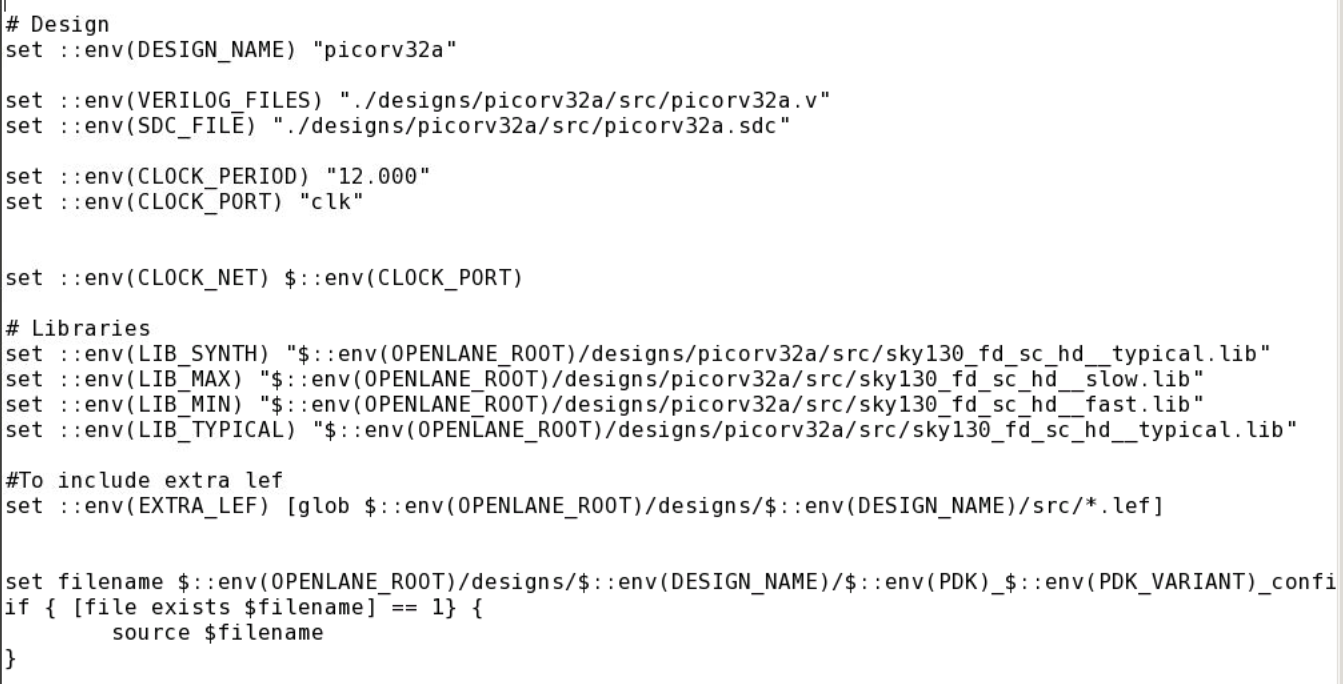 # Design
set ::env(DESIGN_NAME) "picorv32a"
set ::env(VERILOG_FILES) "./designs/picorv32a/src/picorv32a.v"
set ::env(SDC_FILE) "./designs/picorv32a/src/picorv32a.sdc"
set ::env(CLOCK_PERIOD) "12.000"
set ::env(CLOCK_PORT) "clk"
set ::env(CLOCK_NET) $::env(CLOCK_PORT)
# Libraries
set ::env(LIB_SYNTH) "$::env(OPENLANE_ROOT)/designs/picorv32a/src/sky130_fd_sc_hd__typical.lib"
set ::env(LIB_MAX) "$::env(OPENLANE_ROOT)/designs/picorv32a/src/sky130_fd_sc_hd__slow.lib"
set ::env(LIB_MIN) "$::env(OPENLANE_ROOT)/designs/picorv32a/src/sky130_fd_sc_hd__fast.lib"
set ::env(LIB_TYPICAL) "$::env(OPENLANE_ROOT)/designs/picorv32a/src/sky130_fd_sc_hd__typical.lib"
#To include extra lef
set ::env(EXTRA_LEF) [glob $::env(OPENLANE_ROOT)/designs/$::env(DESIGN_NAME)/src/*.lef]
set filename $::env(OPENLANE_ROOT)/designs/$::env(DESIGN_NAME)/$::env(PDK)_$::env(PDK_VARIANT)_confi
if { [file exists $filename] == 1} {
        source $filename
}